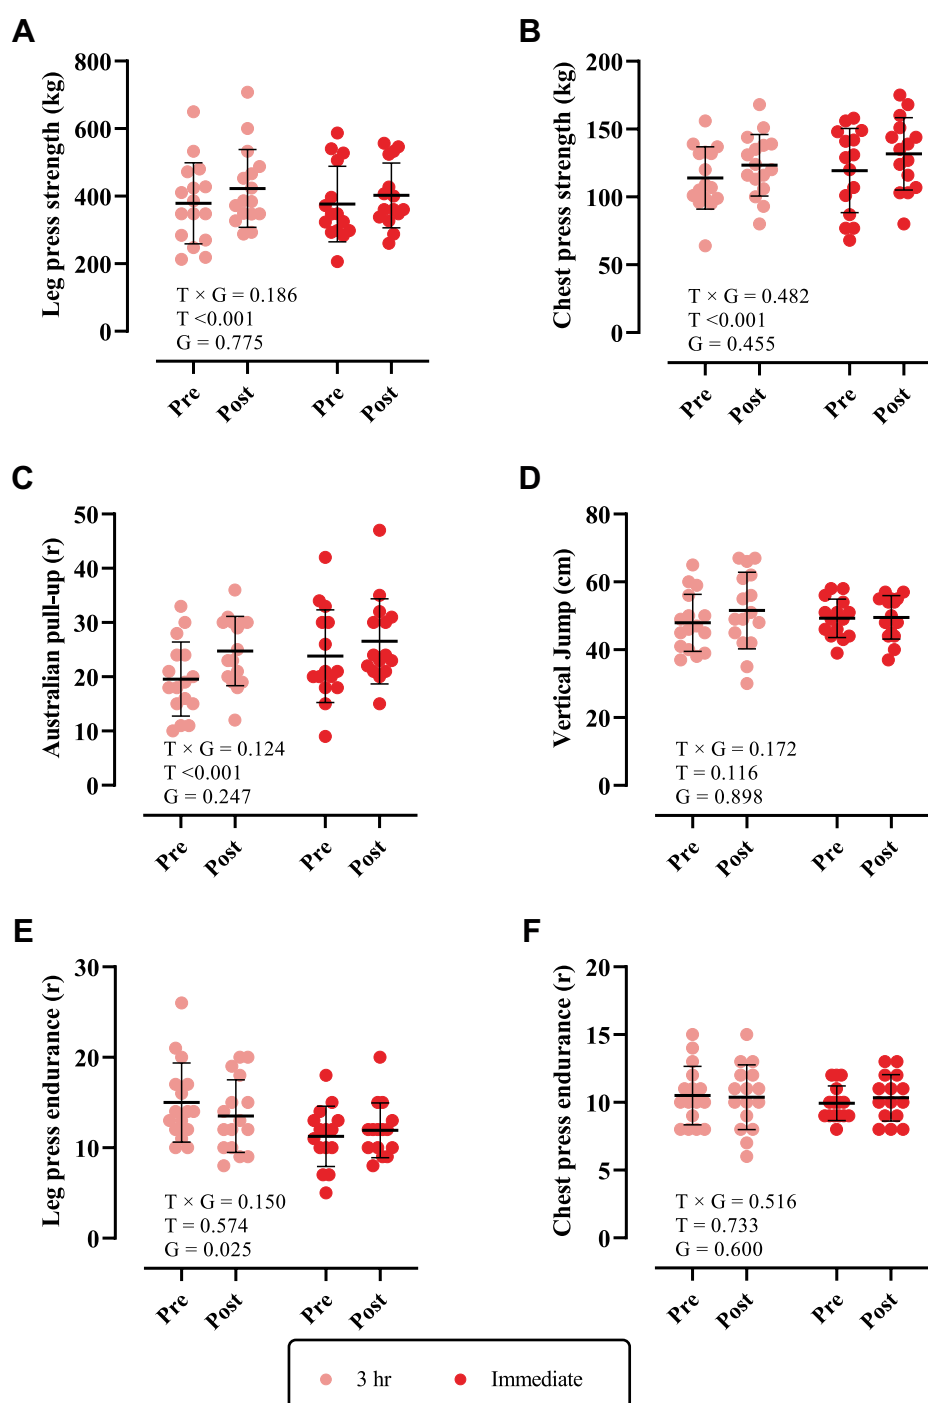 A
Leg press strength (kg)
800
600
400
200
0
T × G = 0.186
T <0.001
G = 0.775
Pre
Post
Pre
Post
B
Chest press strength (kg)
200
150
100
50
0
T × G = 0.482
T <0.001
G = 0.455
Pre
Post
Pre
Post
C
Australian pull-up (r)
50
40
30
20
10
0
T × G = 0.124
T <0.001
G = 0.247
Pre
Post
Pre
Post
D
Vertical Jump (cm)
80
60
40
20
0
T × G = 0.172
T = 0.116
G = 0.898
Pre
Post
Pre
Post
E
Leg press endurance (r)
30
20
10
0
T × G = 0.150
T = 0.574
G = 0.025
Pre
Post
Pre
Post
F
Chest press endurance (r)
20
15
10
5
0
T × G = 0.516
T = 0.733
G = 0.600
Pre
Post
Pre
Post
3 hr
Immediate